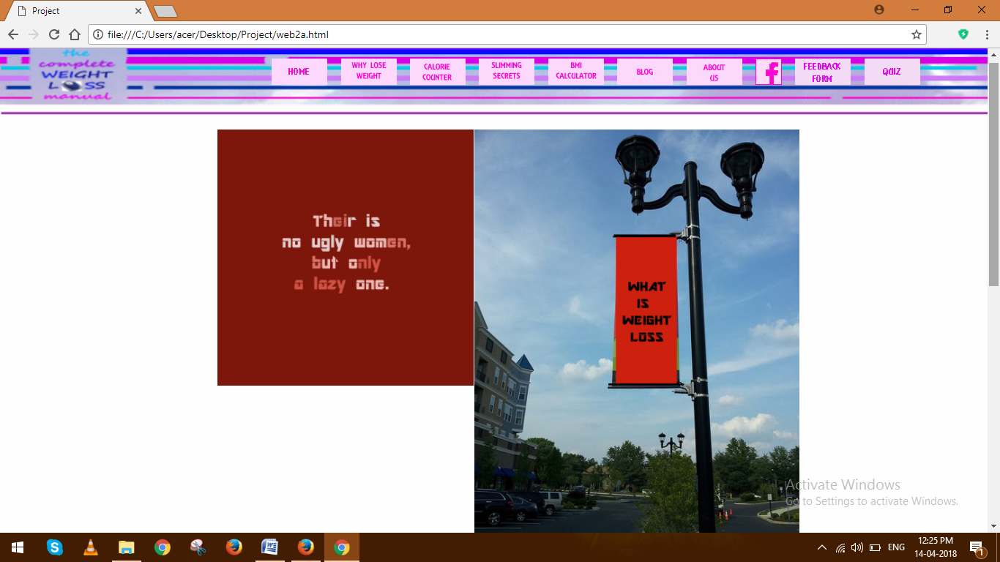 Project
file:///C:/Users/acer/Desktop/Project/web2a.html
the
complete
WEIGHT
LOSS
manual
HOME
WHY LOSE
WEIGHT
CALORIE
COUNTER
SLIMMING
SECRETS
BMI
CALCULATOR
BLOG
ABOUT
US
f
FEEDBACK
FORM
QUIZ
Their is
no ugly women,
but only
a lazy one.
WHAT
IS
WEIGHT
LOSS
Activate Windows
Go to Settings to activate Windows.
ENG
12:25 PM
14-04-2018
1